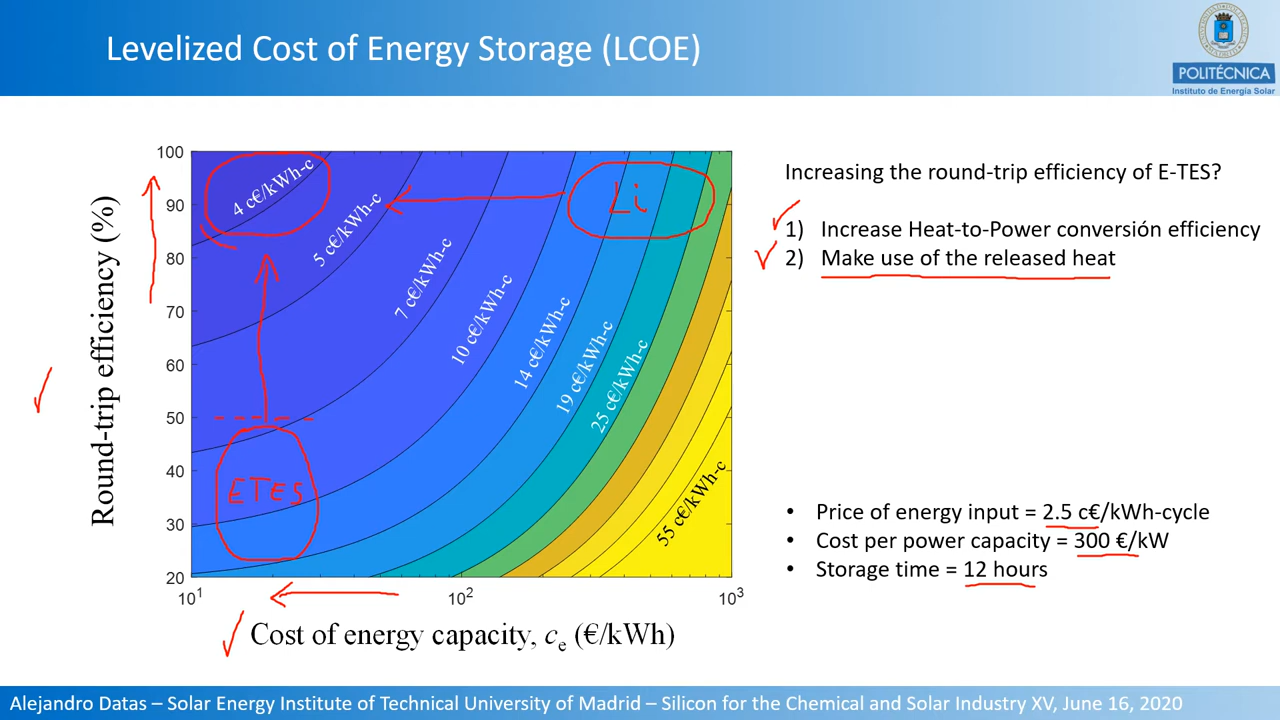 Levelized Cost of Energy Storage (LCOE)
POLITÉCNICA
Instituto de Energía Solar
Round-trip efficiency (%)
100
90
80
70
60
50
40
30
20
10¹
10²
10³
4 c€/kWh-c
5 c€/kWh-c
7 c€/kWh-c
10 c€/kWh-c
14 c€/kWh-c
19 c€/kWh-c
25 c€/kWh-c
55 c€/kWh-c
Li
ETES
Cost of energy capacity, cₑ (€/kWh)
Increasing the round-trip efficiency of E-TES?
1) Increase Heat-to-Power conversión efficiency
2) Make use of the released heat
• Price of energy input = 2.5 c€/kWh-cycle
• Cost per power capacity = 300 €/kW
• Storage time = 12 hours
Alejandro Datas – Solar Energy Institute of Technical University of Madrid – Silicon for the Chemical and Solar Industry XV, June 16, 2020